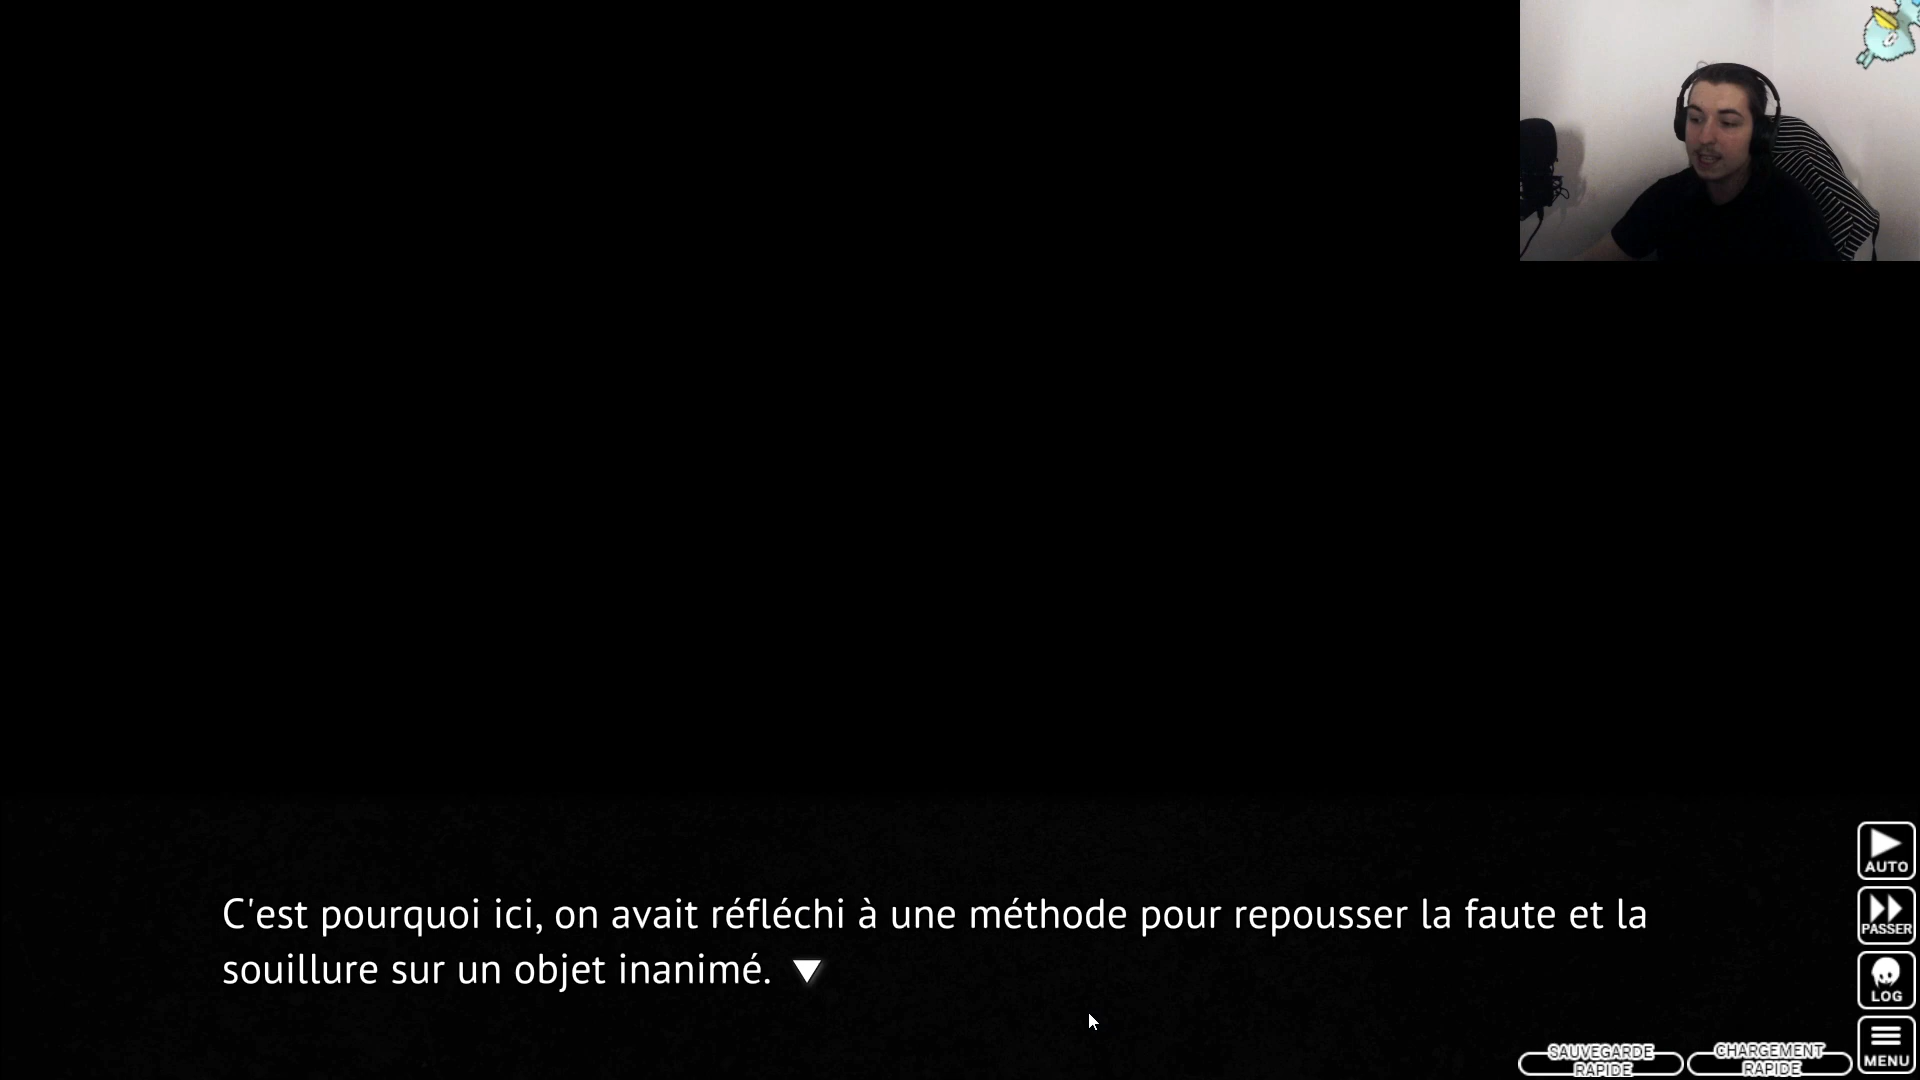 C'est pourquoi ici, on avait réfléchi à une méthode pour repousser la faute et la
souillure sur un objet inanimé.
AUTO
PASSER
LOG
MENU
SAUVEGARDE
RAPIDE
CHARGEMENT
RAPIDE